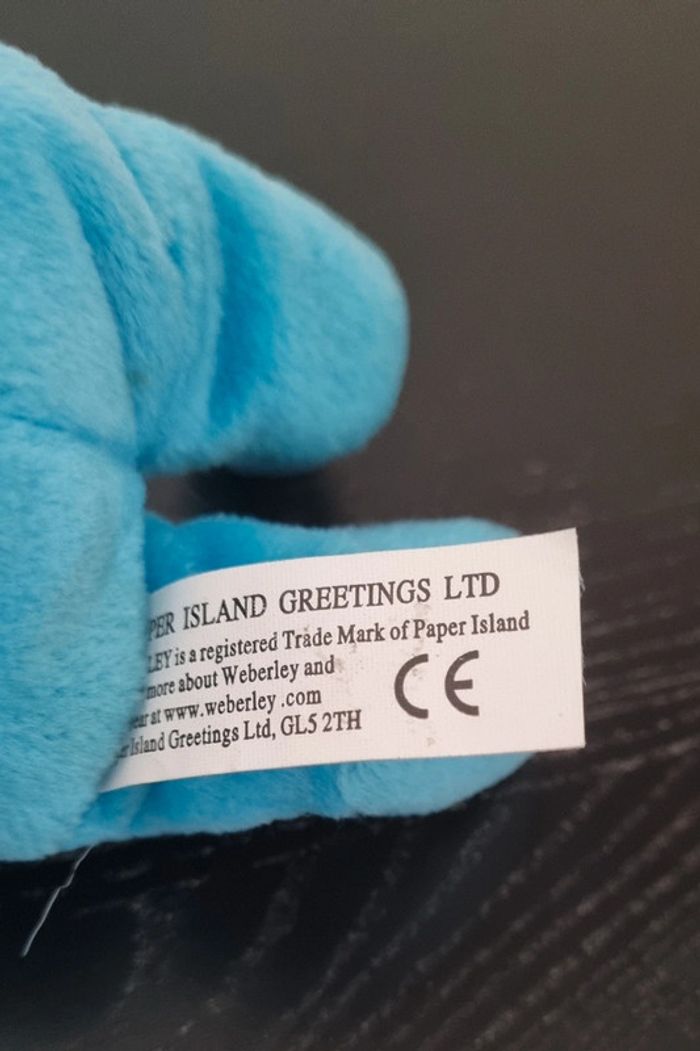 PER ISLAND GREETINGS LTD
LEY is a registered Trade Mark of Paper Island
more about Weberley and
ear at www.weberley .com
Island Greetings Ltd, GL5 2TH
CE